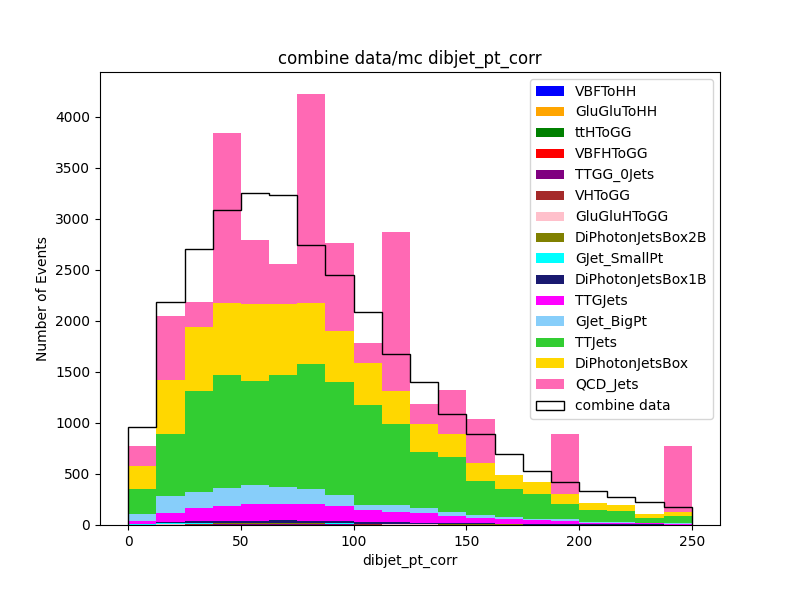 combine data/mc dibjet_pt_corr
4000
3500
3000
2500
2000
1500
1000
500
0
Number of Events
0
50
100
150
200
250
dibjet_pt_corr
VBFToHH
GluGluToHH
ttHToGG
VBFHToGG
TTGG_0Jets
VHToGG
GluGluHToGG
DiPhotonJetsBox2B
GJet_SmallPt
DiPhotonJetsBox1B
TTGJets
GJet_BigPt
TTJets
DiPhotonJetsBox
QCD_Jets
combine data